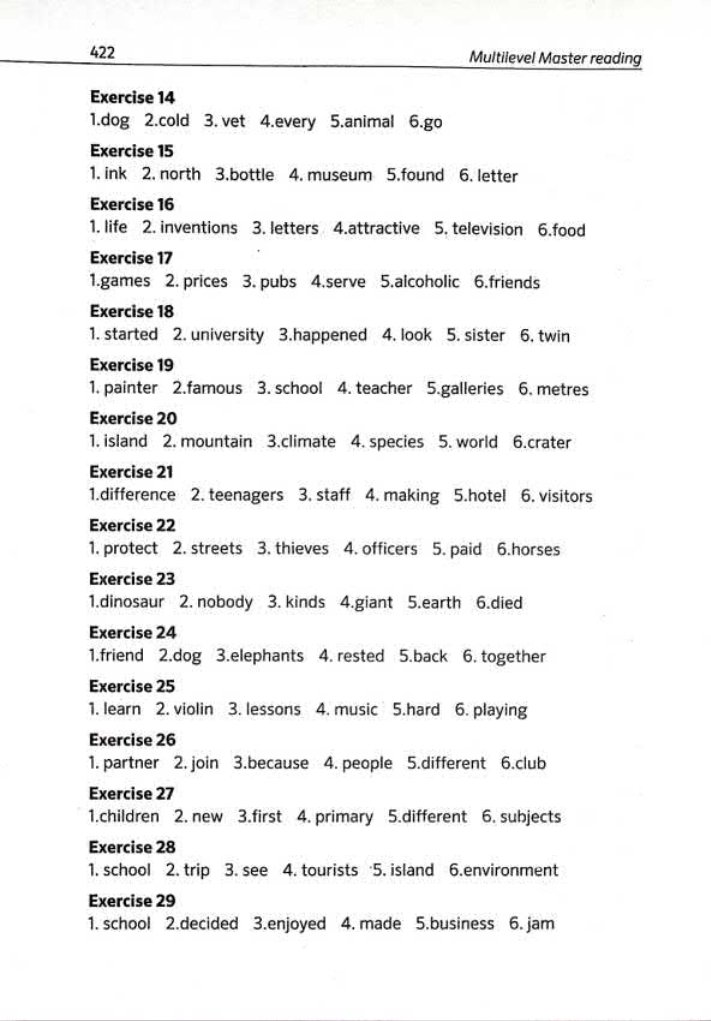 422
Multilevel Master reading
Exercise 14
1.dog 2.cold 3. vet 4.every 5.animal 6.go
Exercise 15
1. ink 2. north 3.bottle 4. museum 5.found 6. letter
Exercise 16
1. life 2. inventions 3. letters 4.attractive 5. television 6.food
Exercise 17
1.games 2. prices 3. pubs 4.serve 5.alcoholic 6.friends
Exercise 18
1. started 2. university 3.happened 4. look 5. sister 6. twin
Exercise 19
1. painter 2.famous 3. school 4. teacher 5.galleries 6. metres
Exercise 20
1. island 2. mountain 3.climate 4. species 5. world 6.crater
Exercise 21
1.difference 2. teenagers 3. staff 4. making 5.hotel 6. visitors
Exercise 22
1. protect 2. streets 3. thieves 4. officers 5. paid 6.horses
Exercise 23
1.dinosaur 2. nobody 3. kinds 4.giant 5.earth 6.died
Exercise 24
1.friend 2.dog 3.elephants 4. rested 5.back 6. together
Exercise 25
1. learn 2. violin 3. lessons 4. music 5.hard 6. playing
Exercise 26
1. partner 2. join 3.because 4. people 5.different 6.club
Exercise 27
1.children 2. new 3.first 4. primary 5.different 6. subjects
Exercise 28
1. school 2. trip 3. see 4. tourists 5. island 6.environment
Exercise 29
1. school 2.decided 3.enjoyed 4. made 5.business 6. jam